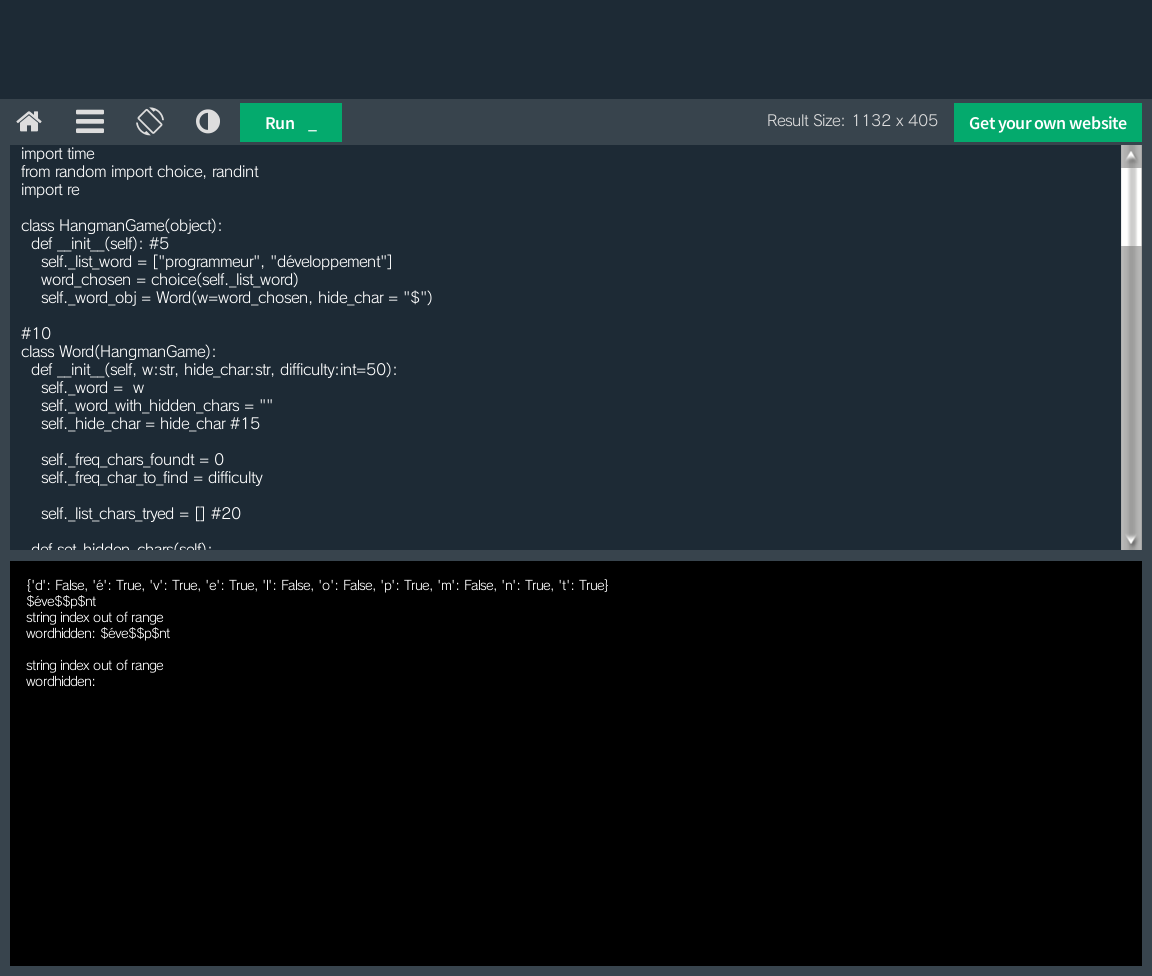 Run _
Result Size: 1132 x 405
Get your own website
import time
from random import choice, randint
import re
class HangmanGame(object):
def __init__(self): #5
self._list_word = ["programmeur", "développement"]
word_chosen = choice(self._list_word)
self._word_obj = Word(w=word_chosen, hide_char = "$")
#10
class Word(HangmanGame):
def __init__(self, w:str, hide_char:str, difficulty:int=50):
self._word =  w
self._word_with_hidden_chars = ""
self._hide_char = hide_char #15
self._freq_chars_foundt = 0
self._freq_char_to_find = difficulty
self._list_chars_tryed = [] #20
def set_hidden_chars(self):
{'d': False, 'é': True, 'v': True, 'e': True, 'l': False, 'o': False, 'p': True, 'm': False, 'n': True, 't': True}
$éve$$p$nt
string index out of range
wordhidden: $éve$$p$nt
string index out of range
wordhidden: